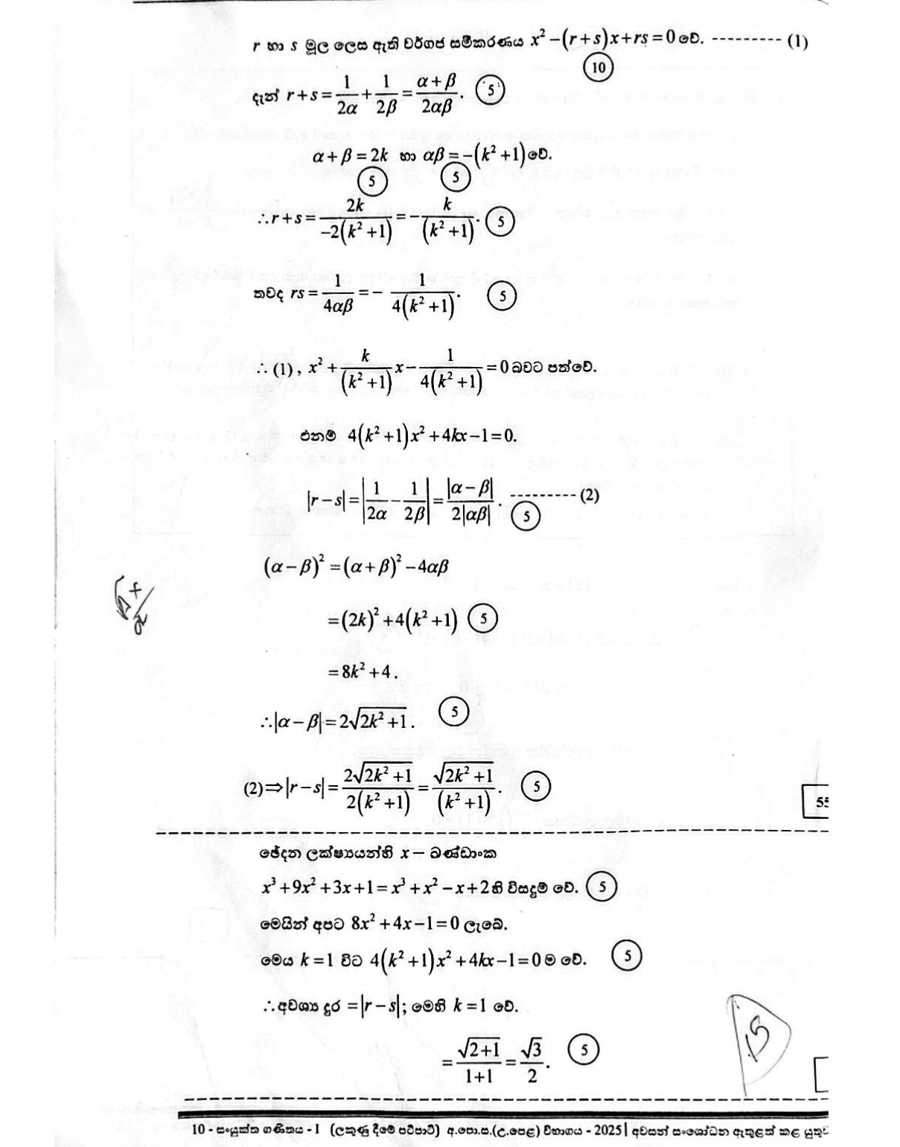 r හා s මූල ලෙස ඇති වර්ගජ සමීකරණය x² −(r+s)x+rs = 0 වේ. ---------- (1)
(10)
දැන් r+s = 1/2α + 1/2β = (α+β)/2αβ. (5)
α+β = 2k හා αβ = −(k²+1) වේ.
(5) (5)
∴ r+s = 2k/−2(k²+1) = − k/(k²+1). (5)
තවද rs = 1/4αβ = − 1/4(k²+1). (5)
∴ (1), x² + k/(k²+1) x − 1/4(k²+1) = 0 බවට පත්වේ.
එනම් 4(k²+1)x² +4kx−1 = 0.
|r−s| = |1/2α − 1/2β| = |α−β|/2|αβ|. --------- (2)
(5)
(α−β)² = (α+β)² −4αβ
= (2k)² +4(k²+1) (5)
= 8k² +4.
∴ |α−β| = 2√(2k²+1). (5)
(2) ⇒ |r−s| = 2√(2k²+1)/2(k²+1) = √(2k²+1)/(k²+1). (5)
55
ඡේදන ලක්ෂ්‍යයන්හි x − ඛණ්ඩාංක
x³ +9x² +3x+1 = x³ +x² −x+2 හි විසඳුම් වේ. (5)
මෙයින් අපට 8x² +4x−1 = 0 ලැබේ.
මෙය k = 1 විට 4(k²+1)x² +4kx−1 = 0 ම වේ. (5)
∴ අවශ්‍ය දුර = |r−s|; මෙහි k = 1 වේ.
= √(2+1)/(1+1) = √3/2. (5)
15
10 - සංයුක්ත ගණිතය - I (ලකුණු දීමේ පටිපාටි) අ.පො.ස.(උ.පෙළ) විභාගය - 2025 | අවසන් සංශෝධන ඇතුළත් කළ යුතුව